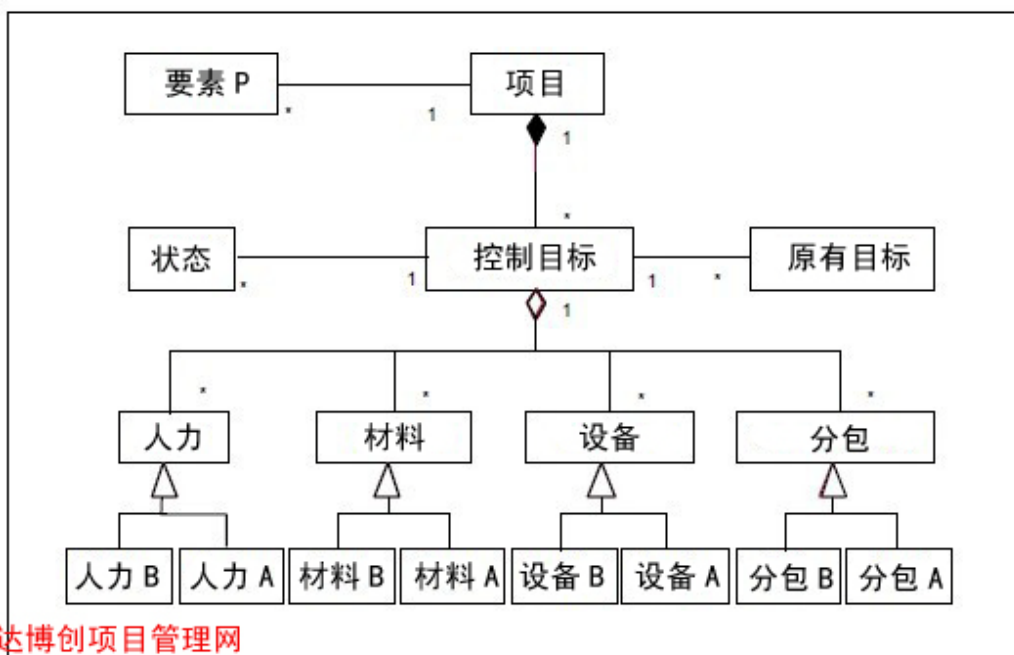 要素 P
项目
*
1
1
*
状态
控制目标
原有目标
*
1
1
*
1
*
*
*
*
人力
材料
设备
分包
人力 B
人力 A
材料 B
材料 A
设备 B
设备 A
分包 B
分包 A
达博创项目管理网